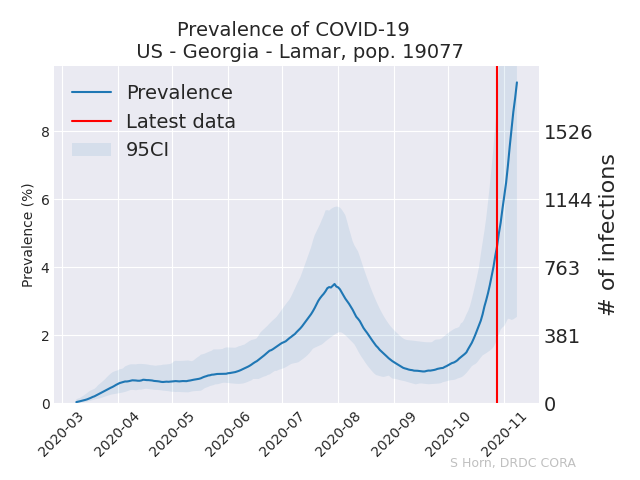 Prevalence of COVID-19
US - Georgia - Lamar, pop. 19077
Prevalence
Latest data
95CI
Prevalence (%)
8
6
4
2
0
1526
1144
763
381
0
# of infections
2020-03
2020-04
2020-05
2020-06
2020-07
2020-08
2020-09
2020-10
2020-11
S Horn, DRDC CORA